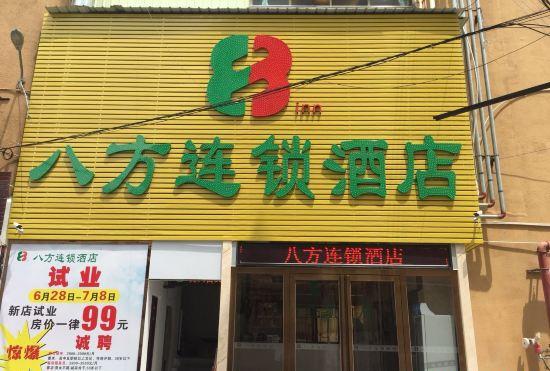 八方连锁酒店
八方连锁酒店
八方连锁酒店
试业
6月28日-7月8日
新店试业
房价一律99元
诚聘
惊爆